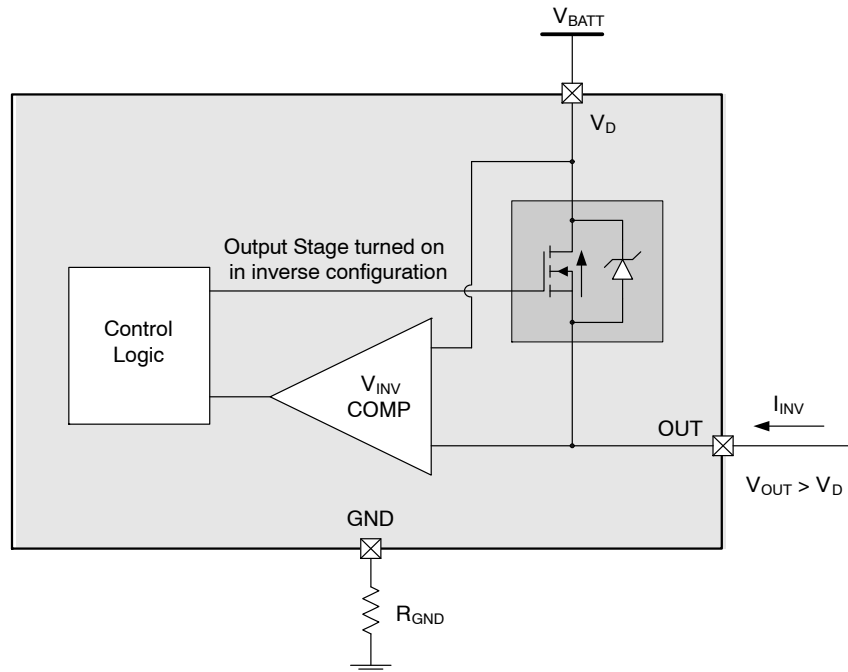 V_BATT
V_D
Output Stage turned on
in inverse configuration
Control
Logic
V_INV
COMP
I_INV
OUT
V_OUT > V_D
GND
R_GND